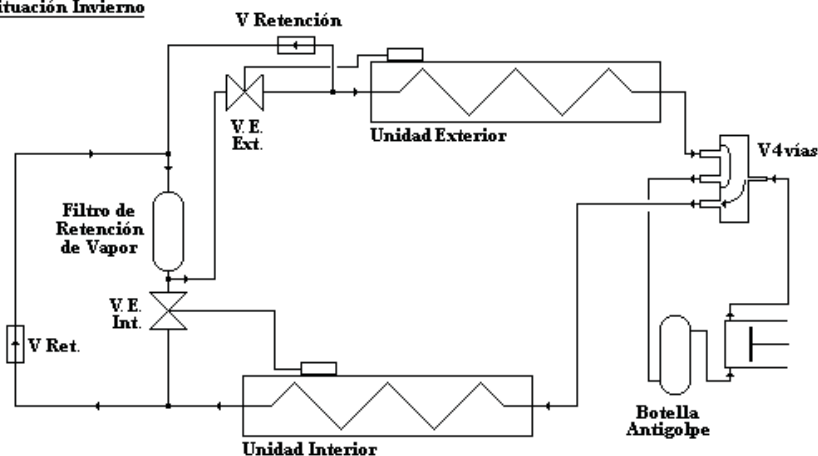 ituación Invierno
V Retención
V. E.
Ext.
Unidad Exterior
V4vías
Filtro de
Retención
de Vapor
V. E.
Int.
V Ret.
Botella
Antigolpe
Unidad Interior